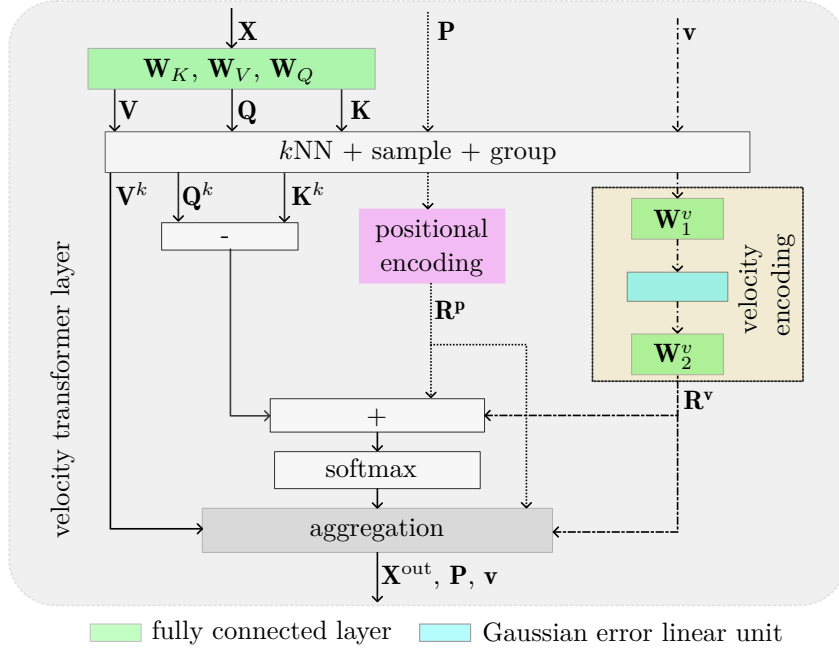 X
P
v
W_K, W_V, W_Q
V
Q
K
kNN + sample + group
V^k
Q^k
K^k
-
positional
encoding
W_1^v
W_2^v
velocity
encoding
R^p
R^v
+
softmax
aggregation
X^out, P, v
velocity transformer layer
fully connected layer
Gaussian error linear unit